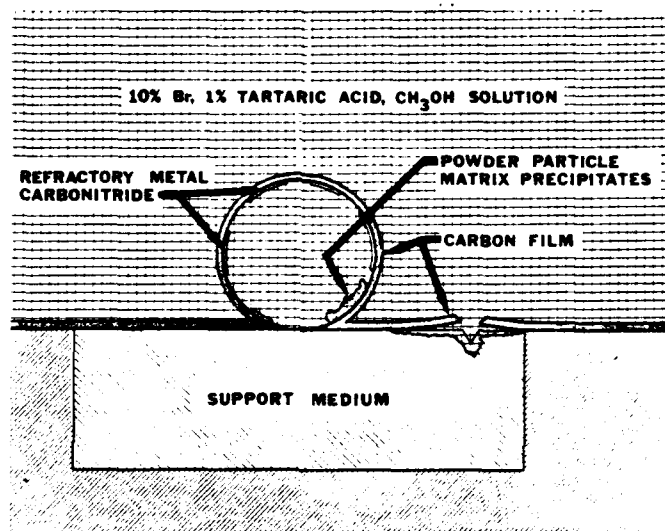 10% Br, 1% TARTARIC ACID, CH₃OH SOLUTION
REFRACTORY METAL
CARBONITRIDE
POWDER PARTICLE
MATRIX PRECIPITATES
CARBON FILM
SUPPORT MEDIUM